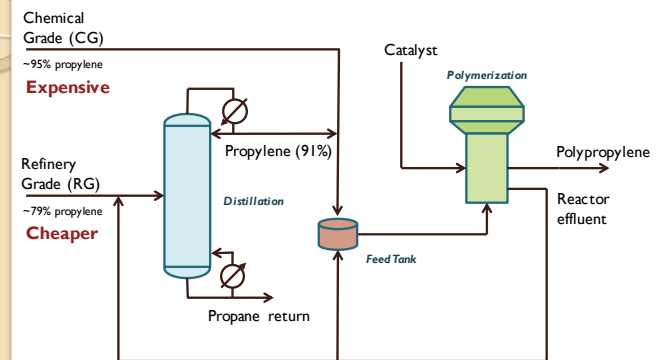 Chemical
Grade (CG)
~95% propylene
Expensive
Catalyst
Polymerization
Propylene (91%)
Polypropylene
Refinery
Grade (RG)
~79% propylene
Cheaper
Distillation
Reactor
effluent
Feed Tank
Propane return